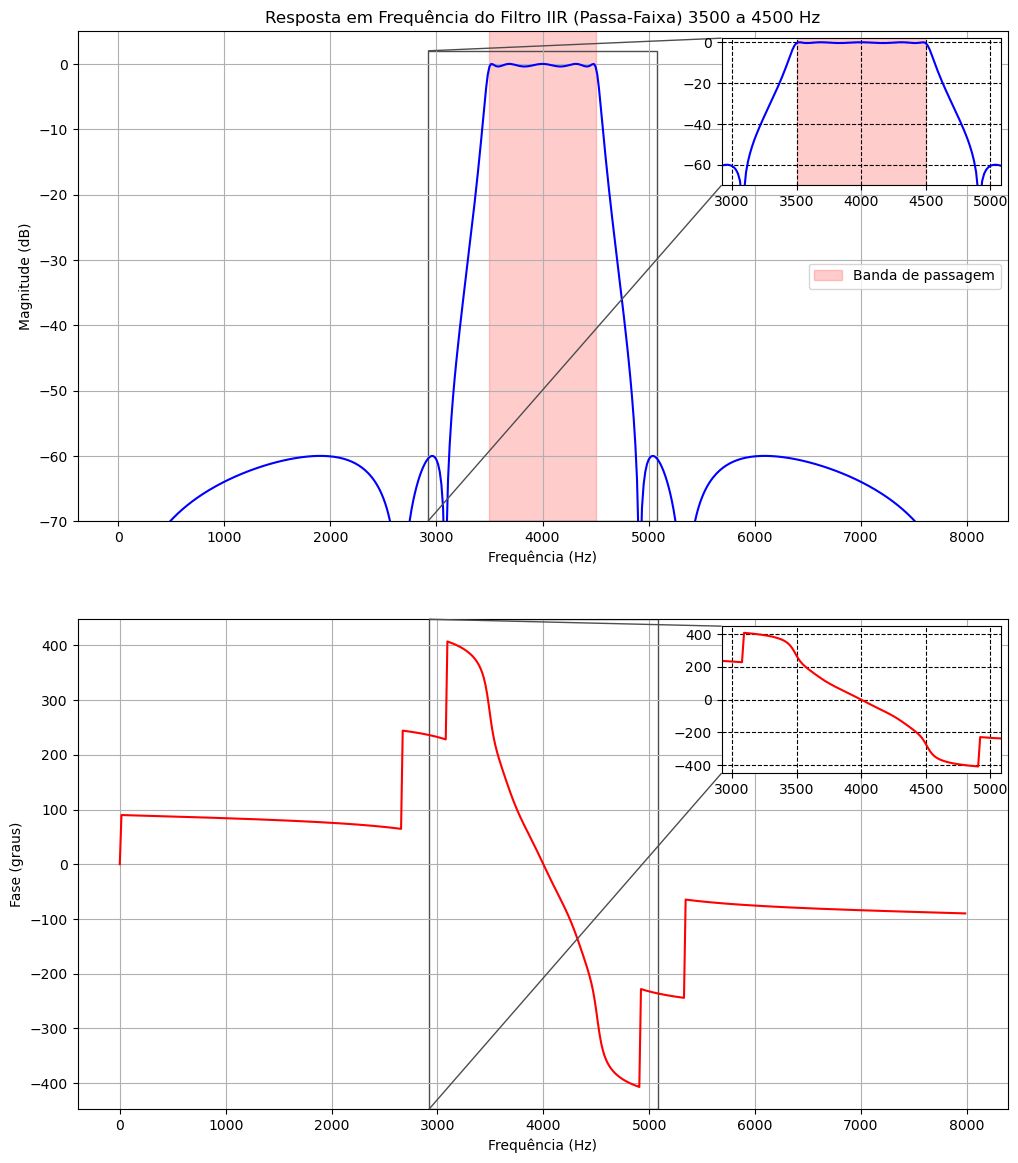 Resposta em Frequência do Filtro IIR (Passa-Faixa) 3500 a 4500 Hz
Magnitude (dB)
0
−10
−20
−30
−40
−50
−60
−70
0 1000 2000 3000 4000 5000 6000 7000 8000
Frequência (Hz)
0
−20
−40
−60
3000 3500 4000 4500 5000
Banda de passagem
Fase (graus)
400
300
200
100
0
−100
−200
−300
−400
0 1000 2000 3000 4000 5000 6000 7000 8000
Frequência (Hz)
400
200
0
−200
−400
3000 3500 4000 4500 5000